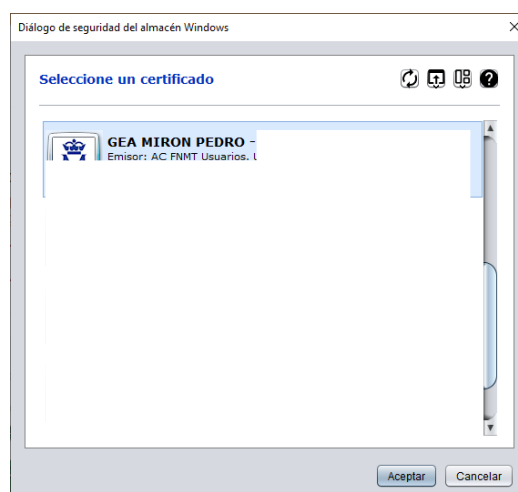 Diálogo de seguridad del almacén Windows
Seleccione un certificado
GEA MIRON PEDRO -
Emisor: AC FNMT Usuarios.
Aceptar
Cancelar